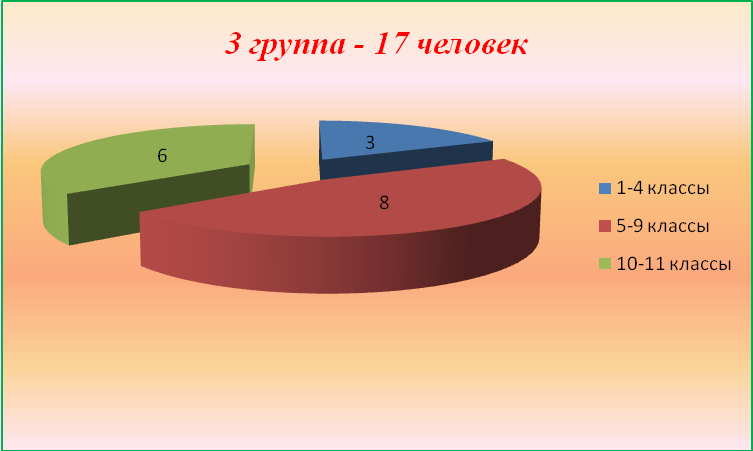 3 группа - 17 человек
3
6
8
1-4 классы
5-9 классы
10-11 классы